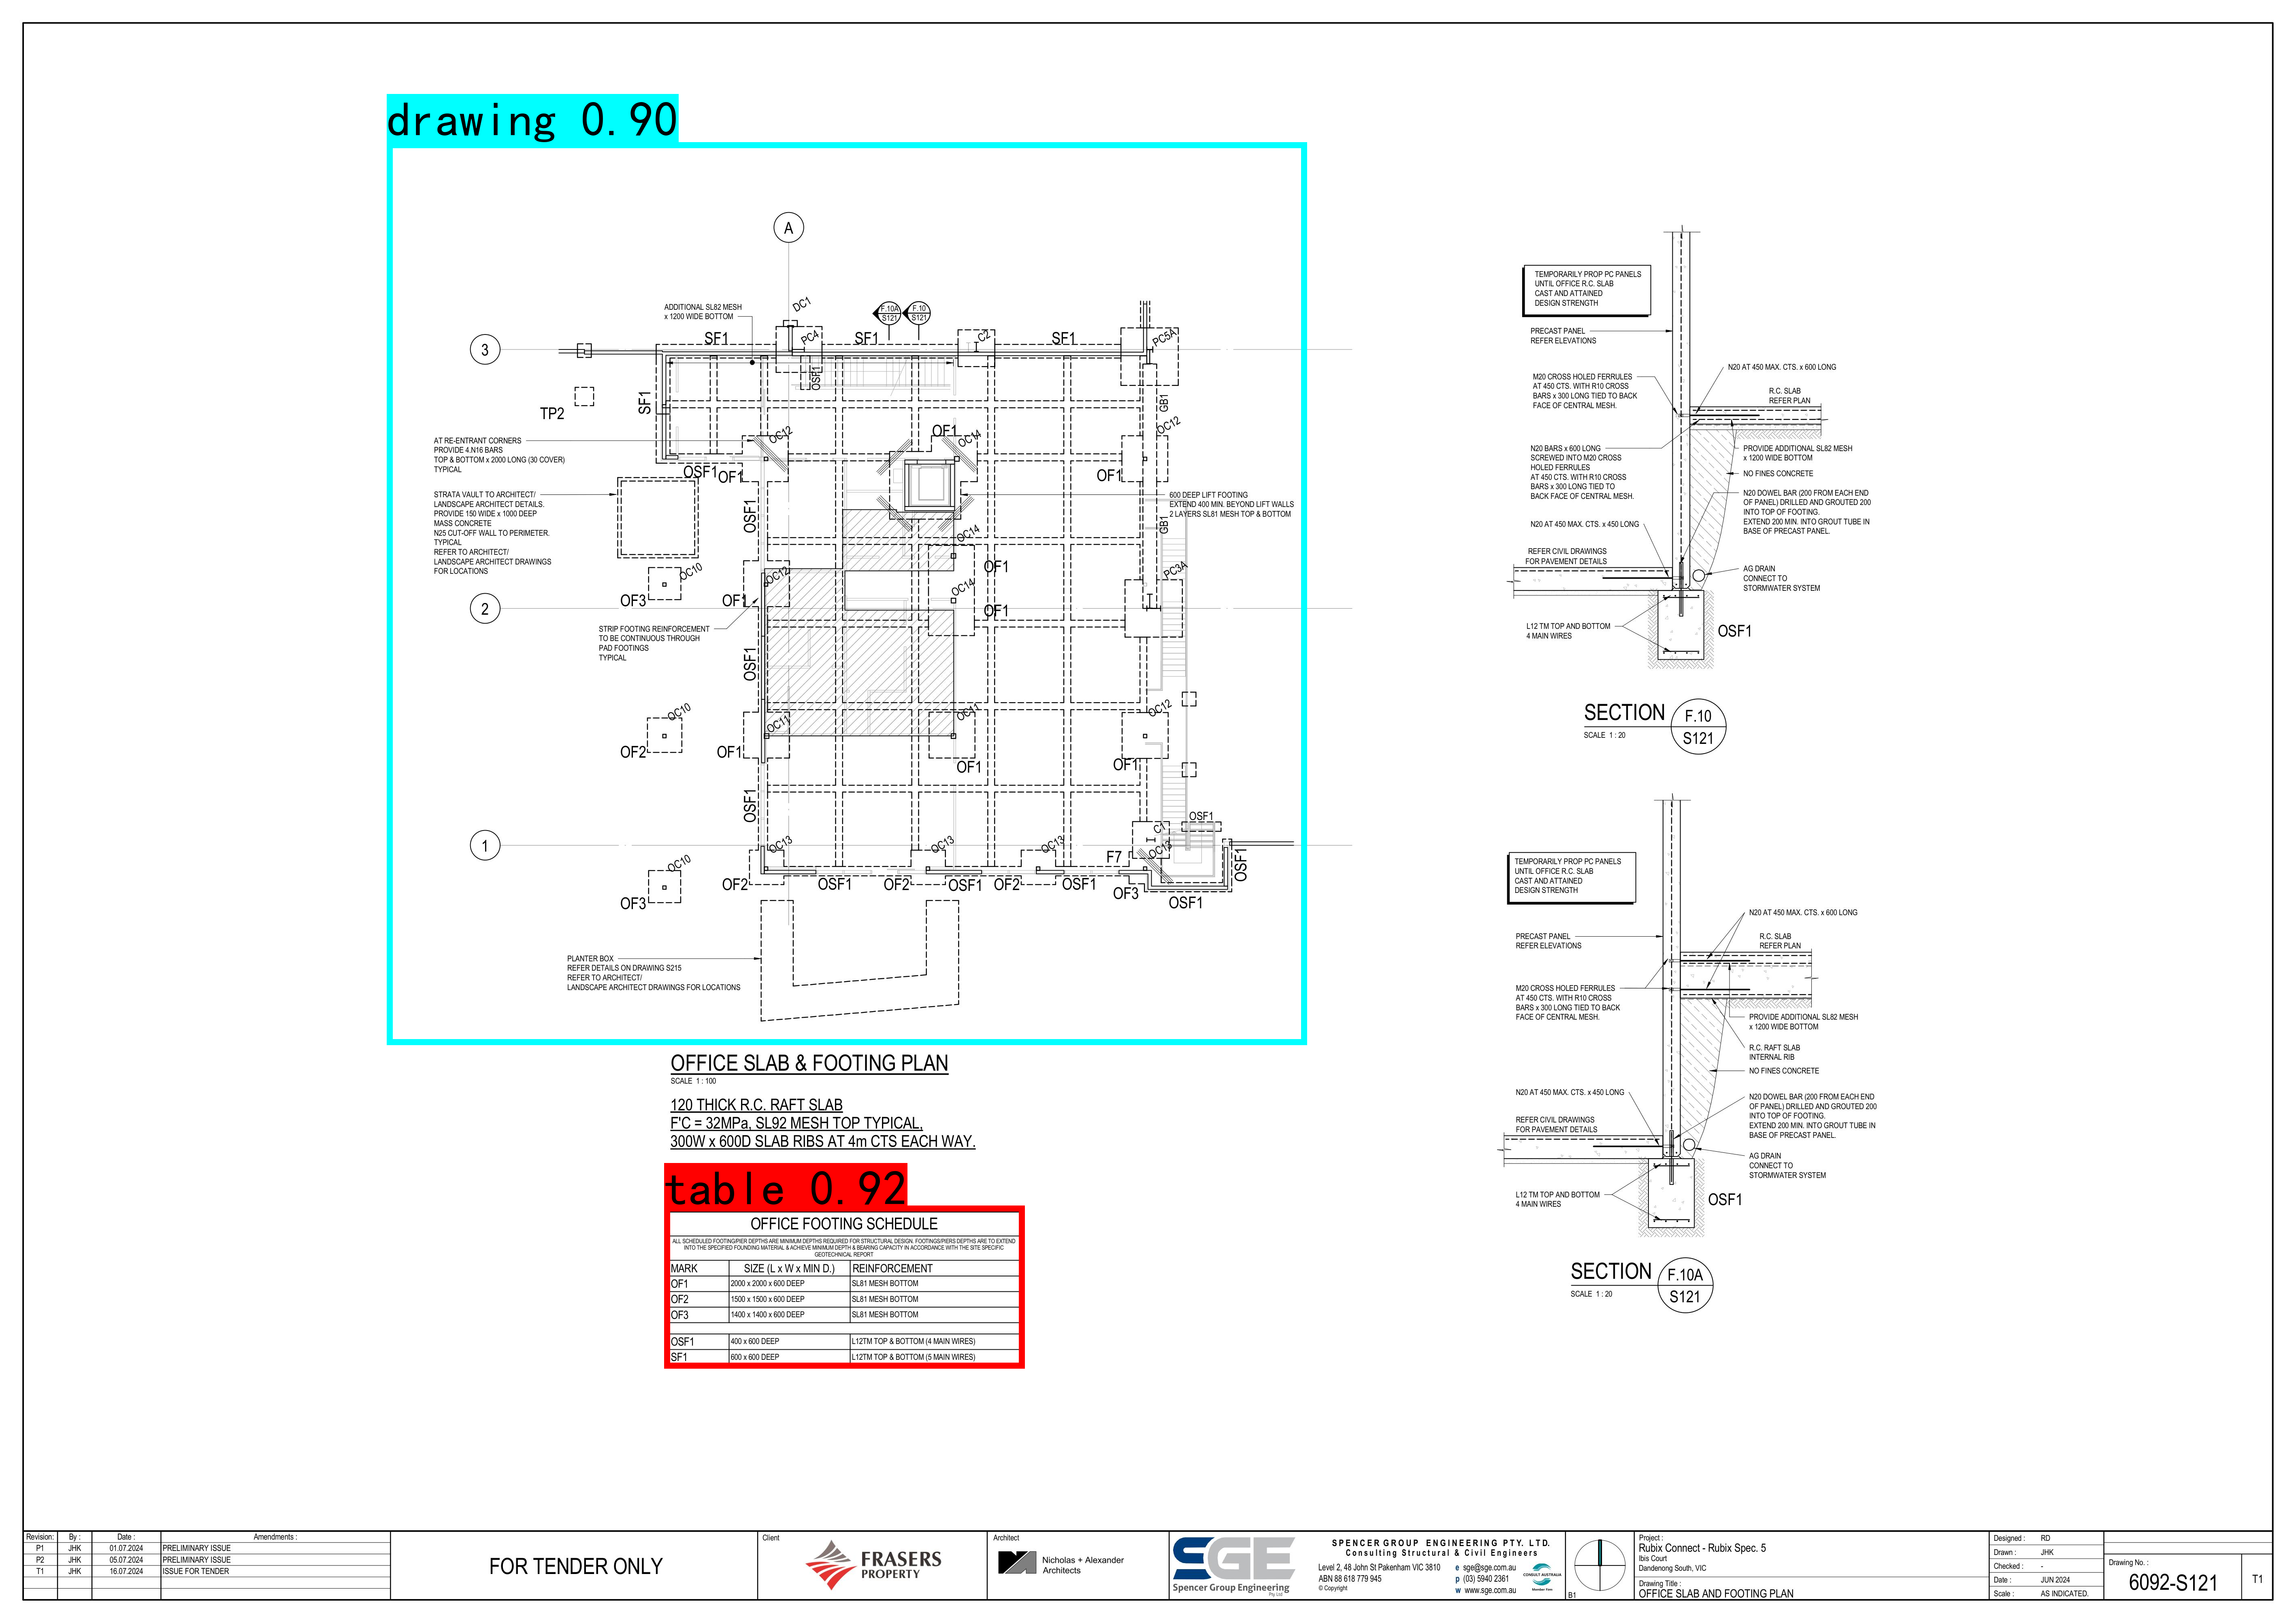 drawing 0.90
A
ADDITIONAL SL82 MESH
x 1200 WIDE BOTTOM
DC1
F.10A
S121
F.10
S121
SF1
PC4
SF1
C2
SF1
PC5A
3
OSF1
SF1
TP2
GB1
OC12
OF1
OC14
OC12
AT RE-ENTRANT CORNERS
PROVIDE 4.N16 BARS
TOP & BOTTOM x 2000 LONG (30 COVER)
TYPICAL
OSF1
OF1
OF1
STRATA VAULT TO ARCHITECT/
LANDSCAPE ARCHITECT DETAILS.
PROVIDE 150 WIDE x 1000 DEEP
MASS CONCRETE
N25 CUT-OFF WALL TO PERIMETER.
TYPICAL
REFER TO ARCHITECT/
LANDSCAPE ARCHITECT DRAWINGS
FOR LOCATIONS
600 DEEP LIFT FOOTING
EXTEND 400 MIN. BEYOND LIFT WALLS
2 LAYERS SL81 MESH TOP & BOTTOM
OSF1
GB1
OC14
OC10
OC12
OF1
PC3A
OC14
OF3
OF1
OF1
2
STRIP FOOTING REINFORCEMENT
TO BE CONTINUOUS THROUGH
PAD FOOTINGS
TYPICAL
OSF1
OC10
OC11
OC11
OC12
OF2
OF1
OF1
OF1
OSF1
OSF1
C1
1
OC10
OC13
OC13
OC13
OC13
F7
OSF1
OF3
OF2
OSF1
OF2
OSF1
OF2
OSF1
OF3
OSF1
PLANTER BOX
REFER DETAILS ON DRAWING S215
REFER TO ARCHITECT/
LANDSCAPE ARCHITECT DRAWINGS FOR LOCATIONS
OFFICE SLAB & FOOTING PLAN
SCALE 1 : 100
120 THICK R.C. RAFT SLAB
F'C = 32MPa, SL92 MESH TOP TYPICAL,
300W x 600D SLAB RIBS AT 4m CTS EACH WAY.
table 0.92
OFFICE FOOTING SCHEDULE
ALL SCHEDULED FOOTING/PIER DEPTHS ARE MINIMUM DEPTHS REQUIRED FOR STRUCTURAL DESIGN. FOOTINGS/PIERS DEPTHS ARE TO EXTEND
INTO THE SPECIFIED FOUNDING MATERIAL & ACHIEVE MINIMUM DEPTH & BEARING CAPACITY IN ACCORDANCE WITH THE SITE SPECIFIC
GEOTECHNICAL REPORT
MARK SIZE (L x W x MIN D.) REINFORCEMENT
OF1 2000 x 2000 x 600 DEEP SL81 MESH BOTTOM
OF2 1500 x 1500 x 600 DEEP SL81 MESH BOTTOM
OF3 1400 x 1400 x 600 DEEP SL81 MESH BOTTOM
OSF1 400 x 600 DEEP L12TM TOP & BOTTOM (4 MAIN WIRES)
SF1 600 x 600 DEEP L12TM TOP & BOTTOM (5 MAIN WIRES)
TEMPORARILY PROP PC PANELS
UNTIL OFFICE R.C. SLAB
CAST AND ATTAINED
DESIGN STRENGTH
PRECAST PANEL
REFER ELEVATIONS
N20 AT 450 MAX. CTS. x 600 LONG
M20 CROSS HOLED FERRULES
AT 450 CTS. WITH R10 CROSS
BARS x 300 LONG TIED TO BACK
FACE OF CENTRAL MESH.
R.C. SLAB
REFER PLAN
N20 BARS x 600 LONG
SCREWED INTO M20 CROSS
HOLED FERRULES
AT 450 CTS. WITH R10 CROSS
BARS x 300 LONG TIED TO
BACK FACE OF CENTRAL MESH.
PROVIDE ADDITIONAL SL82 MESH
x 1200 WIDE BOTTOM
NO FINES CONCRETE
N20 DOWEL BAR (200 FROM EACH END
OF PANEL) DRILLED AND GROUTED 200
INTO TOP OF FOOTING.
EXTEND 200 MIN. INTO GROUT TUBE IN
BASE OF PRECAST PANEL.
N20 AT 450 MAX. CTS. x 450 LONG
REFER CIVIL DRAWINGS
FOR PAVEMENT DETAILS
AG DRAIN
CONNECT TO
STORMWATER SYSTEM
L12 TM TOP AND BOTTOM
4 MAIN WIRES
OSF1
SECTION F.10
SCALE 1 : 20 S121
TEMPORARILY PROP PC PANELS
UNTIL OFFICE R.C. SLAB
CAST AND ATTAINED
DESIGN STRENGTH
N20 AT 450 MAX. CTS. x 600 LONG
PRECAST PANEL
REFER ELEVATIONS
R.C. SLAB
REFER PLAN
M20 CROSS HOLED FERRULES
AT 450 CTS. WITH R10 CROSS
BARS x 300 LONG TIED TO BACK
FACE OF CENTRAL MESH.
PROVIDE ADDITIONAL SL82 MESH
x 1200 WIDE BOTTOM
R.C. RAFT SLAB
INTERNAL RIB
NO FINES CONCRETE
N20 AT 450 MAX. CTS. x 450 LONG
N20 DOWEL BAR (200 FROM EACH END
OF PANEL) DRILLED AND GROUTED 200
INTO TOP OF FOOTING.
EXTEND 200 MIN. INTO GROUT TUBE IN
BASE OF PRECAST PANEL.
REFER CIVIL DRAWINGS
FOR PAVEMENT DETAILS
AG DRAIN
CONNECT TO
STORMWATER SYSTEM
L12 TM TOP AND BOTTOM
4 MAIN WIRES
OSF1
SECTION F.10A
SCALE 1 : 20 S121
Revision: By : Date : Amendments :
P1 JHK 01.07.2024 PRELIMINARY ISSUE
P2 JHK 05.07.2024 PRELIMINARY ISSUE
T1 JHK 16.07.2024 ISSUE FOR TENDER
FOR TENDER ONLY
Client
FRASERS
PROPERTY
Architect
Nicholas + Alexander
Architects
SGE
Spencer Group Engineering
Pty. Ltd.
SPENCER GROUP ENGINEERING PTY. LTD.
Consulting Structural & Civil Engineers
Level 2, 48 John St Pakenham VIC 3810 e sge@sge.com.au
ABN 88 618 779 945 p (03) 5940 2361
© Copyright w www.sge.com.au
CONSULT AUSTRALIA
Member Firm
B1
Project :
Rubix Connect - Rubix Spec. 5
Ibis Court
Dandenong South, VIC
Drawing Title :
OFFICE SLAB AND FOOTING PLAN
Designed : RD
Drawn : JHK
Checked : -
Date : JUN 2024
Scale : AS INDICATED.
Drawing No. :
6092-S121 T1